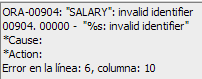 ORA-00904: "SALARY": invalid identifier
00904. 00000 -  "%s: invalid identifier"
*Cause:
*Action:
Error en la línea: 6, columna: 10